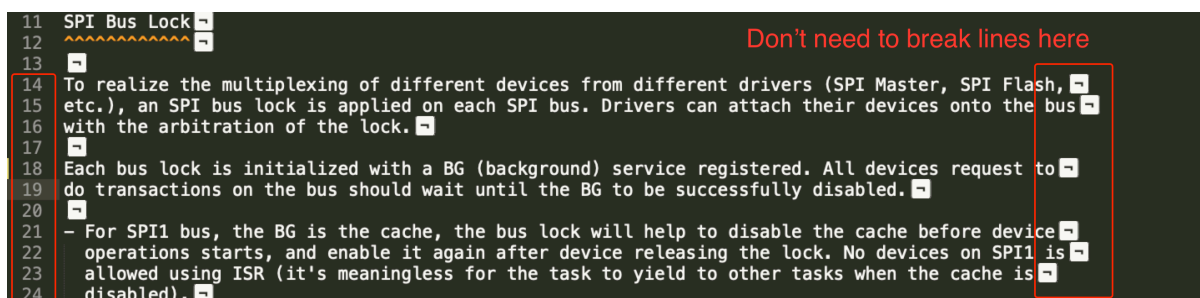 11 SPI Bus Lock¬
12 ^^^^^^^^^^^^¬
Don't need to break lines here
13 ¬
14 To realize the multiplexing of different devices from different drivers (SPI Master, SPI Flash,¬
15 etc.), an SPI bus lock is applied on each SPI bus. Drivers can attach their devices onto the bus¬
16 with the arbitration of the lock.¬
17 ¬
18 Each bus lock is initialized with a BG (background) service registered. All devices request to¬
19 do transactions on the bus should wait until the BG to be successfully disabled.¬
20 ¬
21 - For SPI1 bus, the BG is the cache, the bus lock will help to disable the cache before device¬
22 operations starts, and enable it again after device releasing the lock. No devices on SPI1 is¬
23 allowed using ISR (it's meaningless for the task to yield to other tasks when the cache is¬
24 disabled).¬